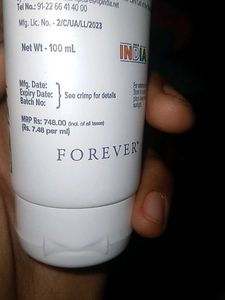 Tel No.: 91-22 66 41 40 00
Mfg. Lic. No. - 2/C/UA/LL/2023
Net Wt - 100 mL
INDIA
Mfg. Date:
Expiry Date:
Batch No:
See crimp for details
MRP Rs: 748.00 (Incl. of all taxes)
(Rs. 7.48 per ml)
FOREVER